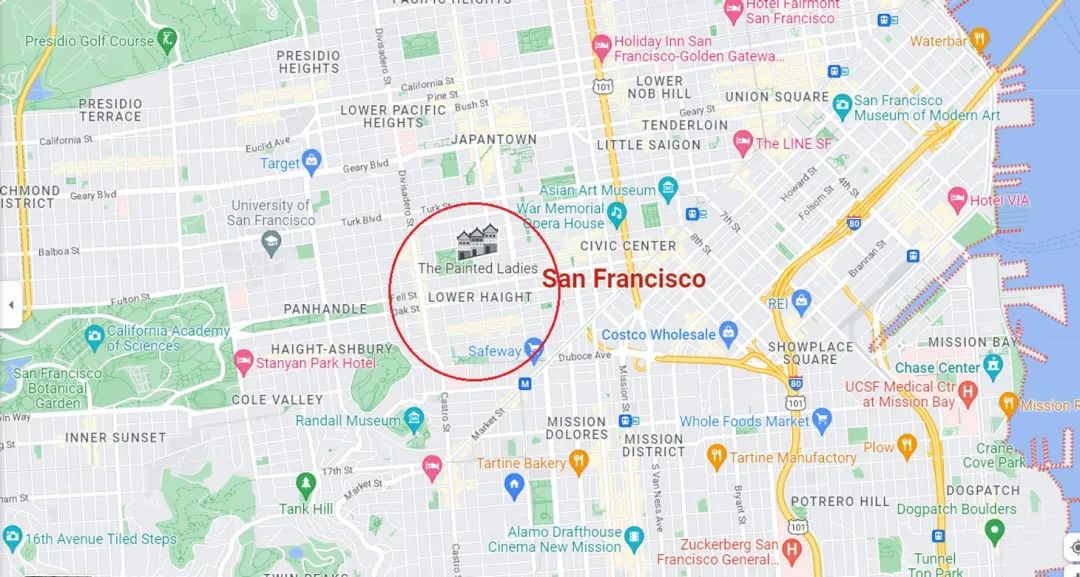 PACIFIC HEIGHTS
Hotel Fairmont
San Francisco
Presidio Golf Course
Divisadero St
PRESIDIO
HEIGHTS
Holiday Inn San
Francisco-Golden Gatewa...
Waterbar
California St
Pine St
Bush St
101
LOWER
NOB HILL
UNION SQUARE
San Francisco
Museum of Modern Art
PRESIDIO
TERRACE
LOWER PACIFIC
HEIGHTS
Geary St
TENDERLOIN
California St
Euclid Ave
JAPANTOWN
LITTLE SAIGON
The LINE SF
Target
Geary Blvd
Geary Blvd
Divisadero St
Asian Art Museum
Howard St
Folsom St
4th St
Hotel VIA
University of
San Francisco
Turk Blvd
Turk St
War Memorial
Opera House
7th St
8th St
80
Balboa St
CIVIC CENTER
Brannan St
The Painted Ladies
San Francisco
Fulton St
PANHANDLE
Fell St
Oak St
LOWER HAIGHT
REI
California Academy
of Sciences
HAIGHT-ASHBURY
Safeway
Duboce Ave
Costco Wholesale
SHOWPLACE
SQUARE
MISSION BAY
Chase Center
Stanyan Park Hotel
San Francisco
Botanical
Garden
M
80
101
UCSF Medical Ctr
at Mission Bay
COLE VALLEY
Castro St
Market St
Mission St
Randall Museum
MISSION
DOLORES
Whole Foods Market
Mission R
INNER SUNSET
MISSION
DISTRICT
Plow
Crane
Cove Park
17th St
Market St
Tartine Bakery
Tartine Manufactory
S Van Ness Ave
Bryant St
POTRERO HILL
DOGPATCH
Tank Hill
Dogpatch Boulders
16th Avenue Tiled Steps
Castro St
Alamo Drafthouse
Cinema New Mission
101
Zuckerberg San
Francisco General...
Tunnel
Top Park
TWIN PEAKS